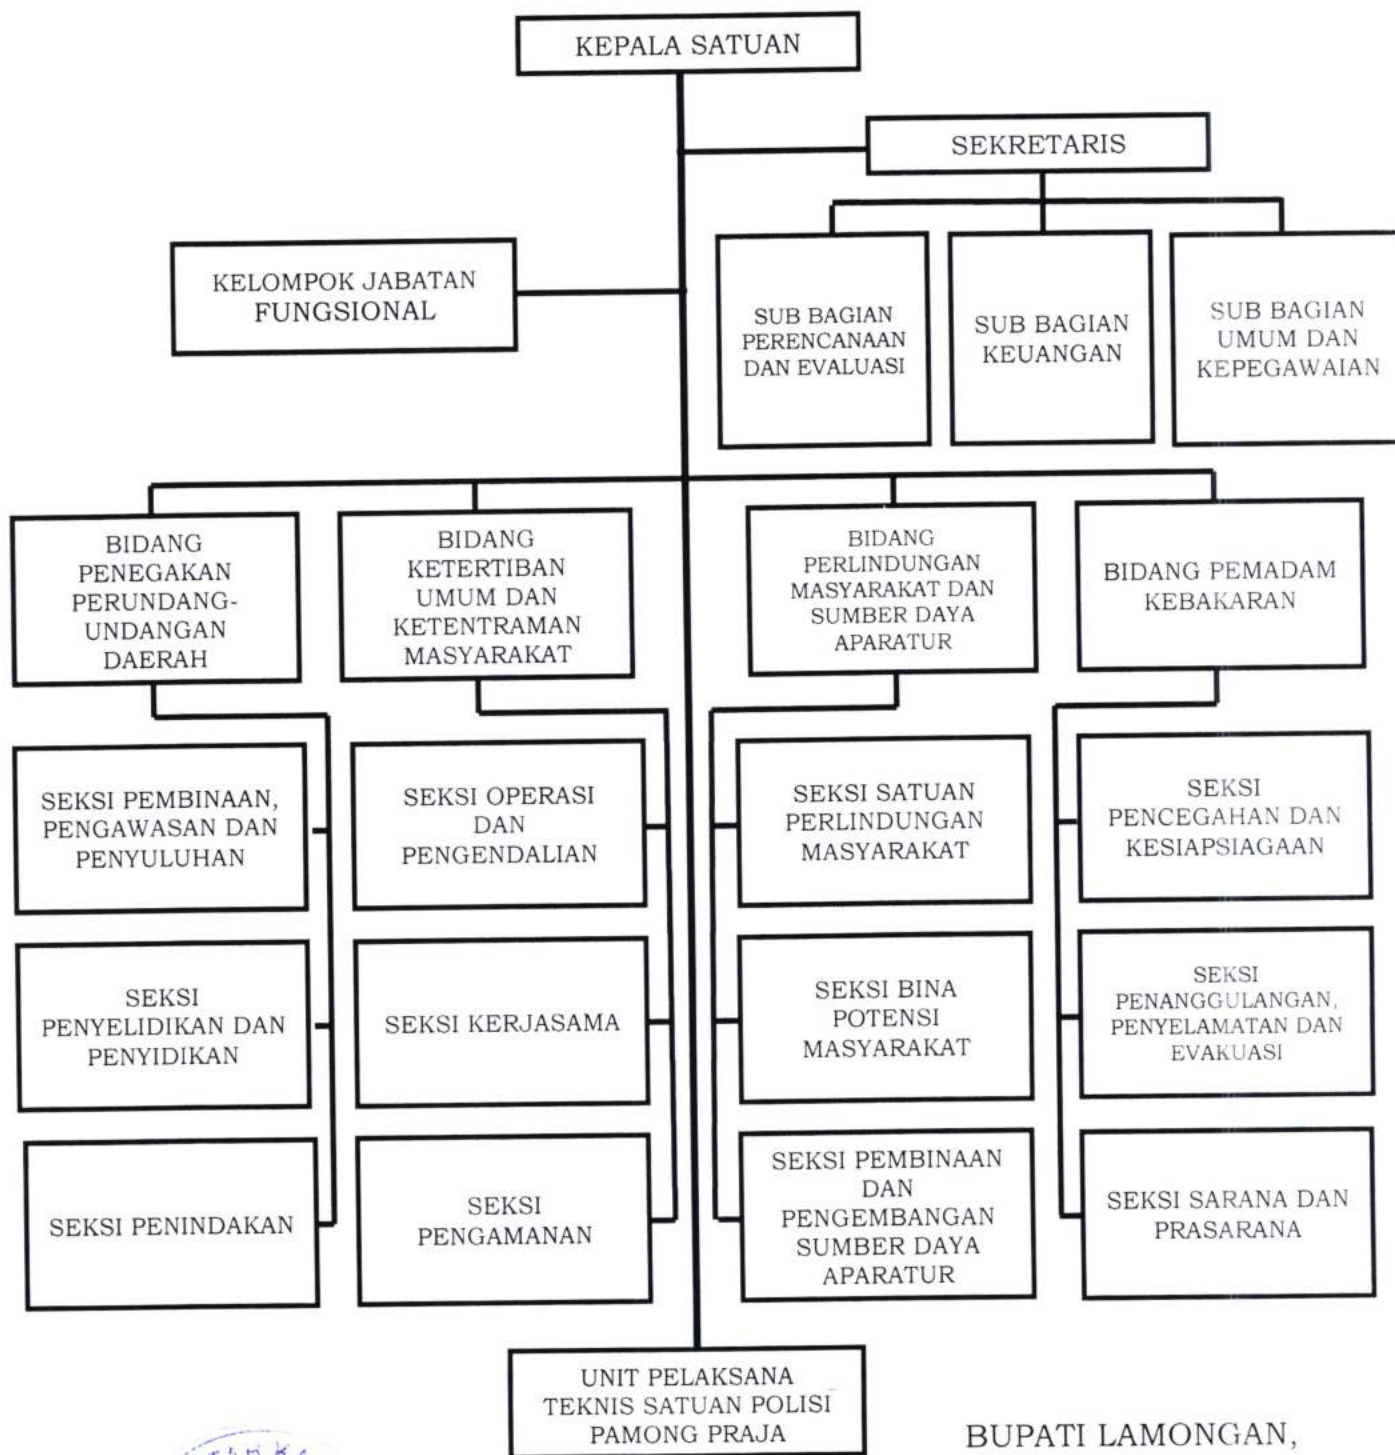 KEPALA SATUAN
SEKRETARIS
KELOMPOK JABATAN
FUNGSIONAL
SUB BAGIAN
PERENCANAAN
DAN EVALUASI
SUB BAGIAN
KEUANGAN
SUB BAGIAN
UMUM DAN
KEPEGAWAIAN
BIDANG
PENEGAKAN
PERUNDANG-
UNDANGAN
DAERAH
BIDANG
KETERTIBAN
UMUM DAN
KETENTRAMAN
MASYARAKAT
BIDANG
PERLINDUNGAN
MASYARAKAT DAN
SUMBER DAYA
APARATUR
BIDANG PEMADAM
KEBAKARAN
SEKSI PEMBINAAN,
PENGAWASAN DAN
PENYULUHAN
SEKSI OPERASI
DAN
PENGENDALIAN
SEKSI SATUAN
PERLINDUNGAN
MASYARAKAT
SEKSI
PENCEGAHAN DAN
KESIAPSIAGAAN
SEKSI
PENYELIDIKAN DAN
PENYIDIKAN
SEKSI KERJASAMA
SEKSI BINA
POTENSI
MASYARAKAT
SEKSI
PENANGGULANGAN,
PENYELAMATAN DAN
EVAKUASI
SEKSI PENINDAKAN
SEKSI
PENGAMANAN
SEKSI PEMBINAAN
DAN
PENGEMBANGAN
SUMBER DAYA
APARATUR
SEKSI SARANA DAN
PRASARANA
UNIT PELAKSANA
TEKNIS SATUAN POLISI
PAMONG PRAJA
BUPATI LAMONGAN,